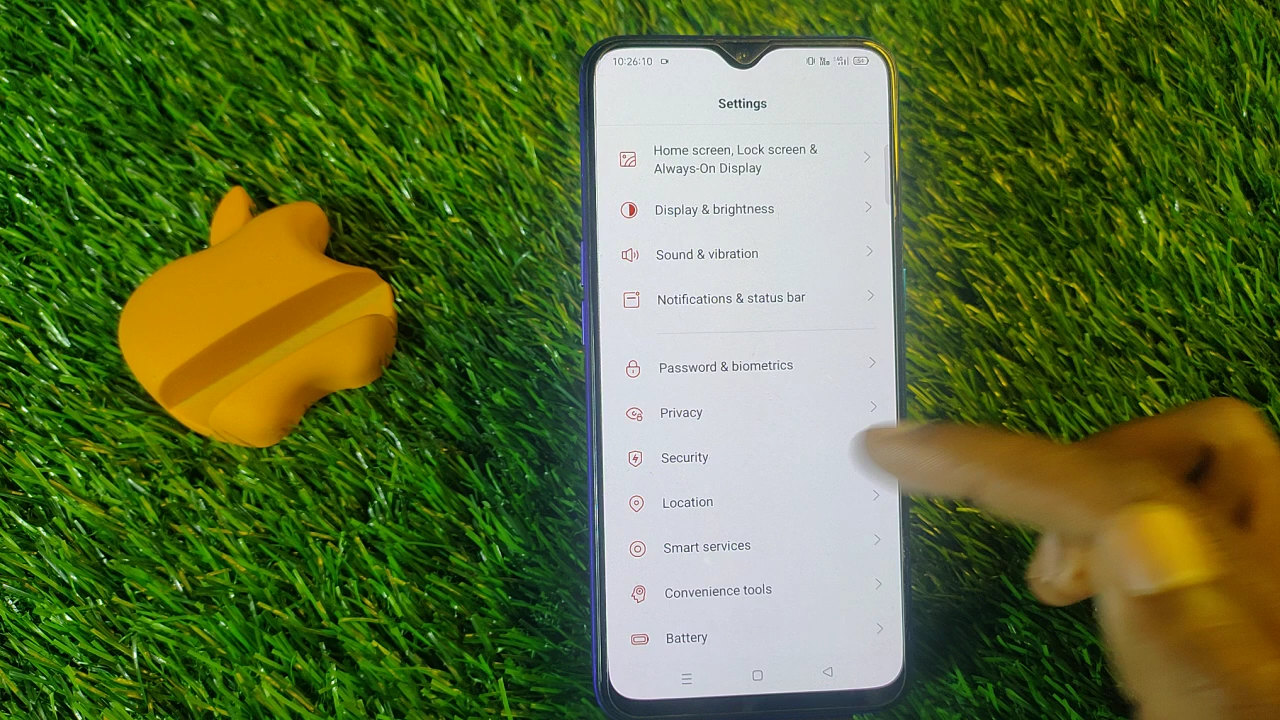 10:26:10
Settings
Home screen, Lock screen &
Always-On Display
Display & brightness
Sound & vibration
Notifications & status bar
Password & biometrics
Privacy
Security
Location
Smart services
Convenience tools
Battery